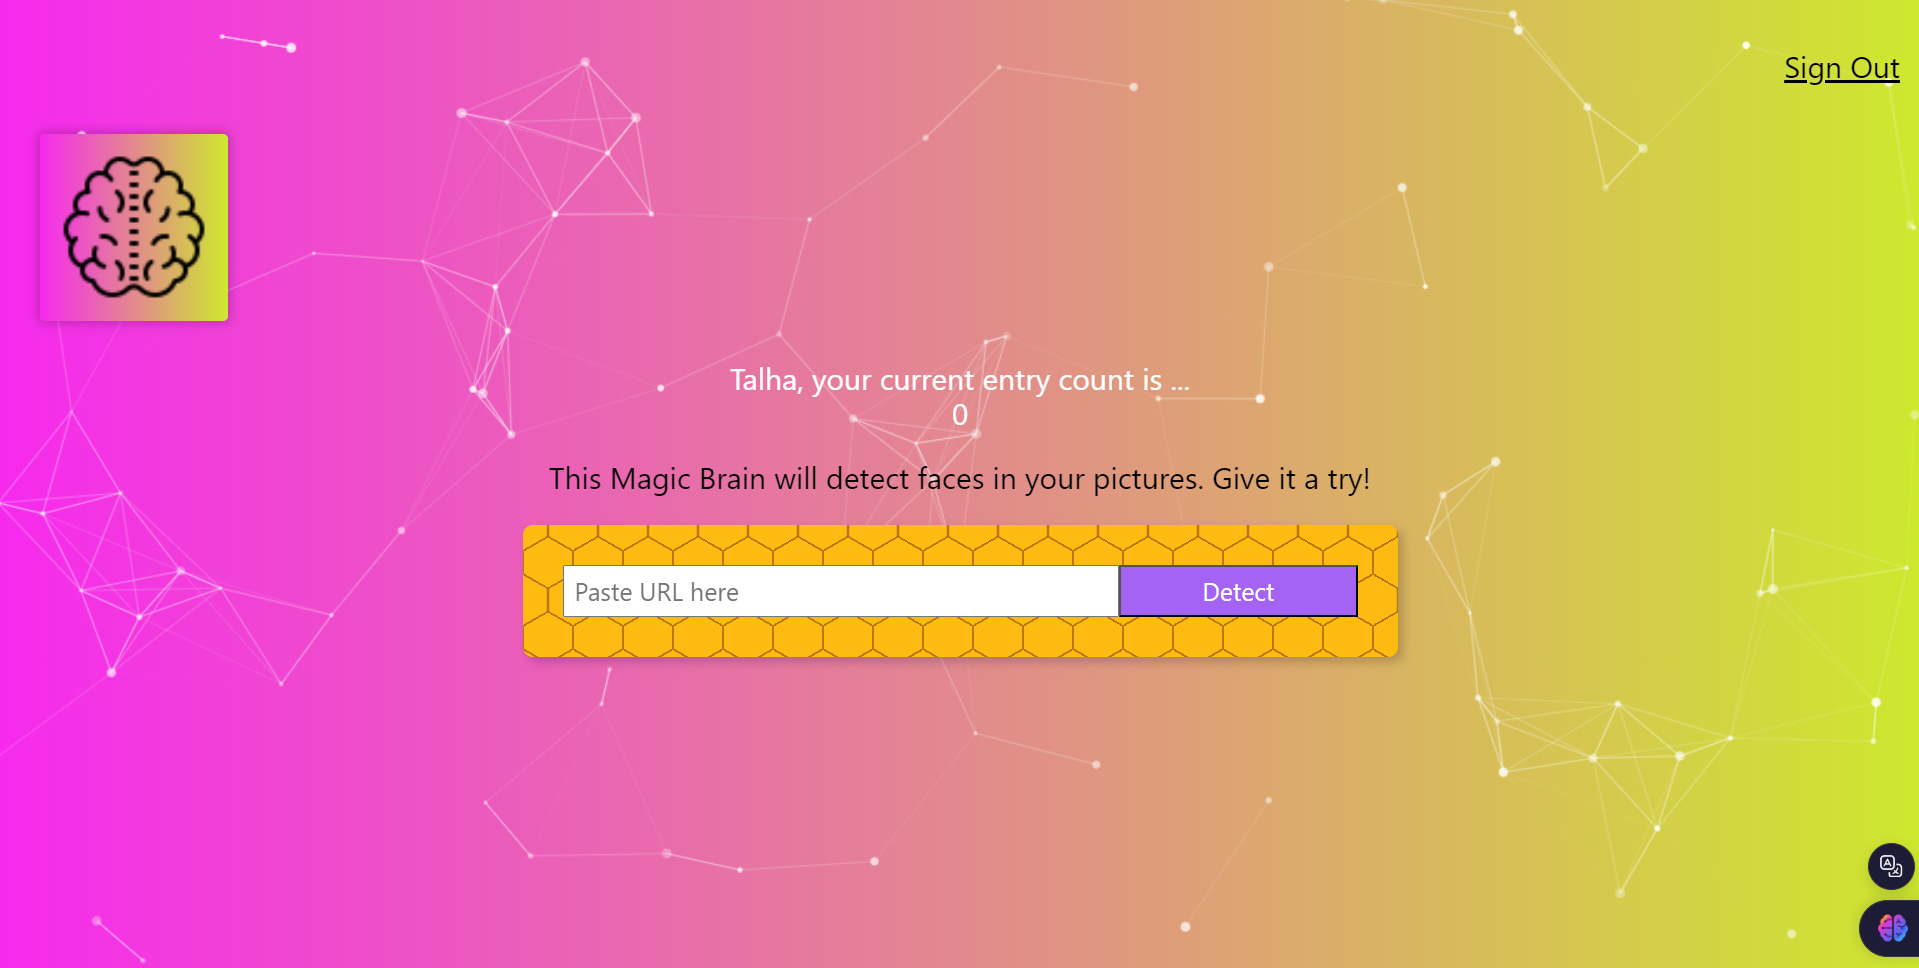 Sign Out
Talha, your current entry count is ...
0
This Magic Brain will detect faces in your pictures. Give it a try!
Paste URL here
Detect